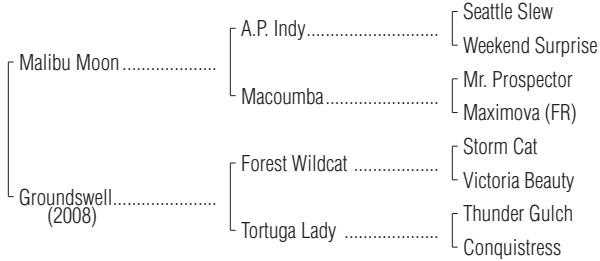 Seattle Slew
A.P. Indy
Weekend Surprise
Malibu Moon
Mr. Prospector
Macoumba
Maximova (FR)
Storm Cat
Forest Wildcat
Victoria Beauty
Groundswell
(2008)
Thunder Gulch
Tortuga Lady
Conquistress